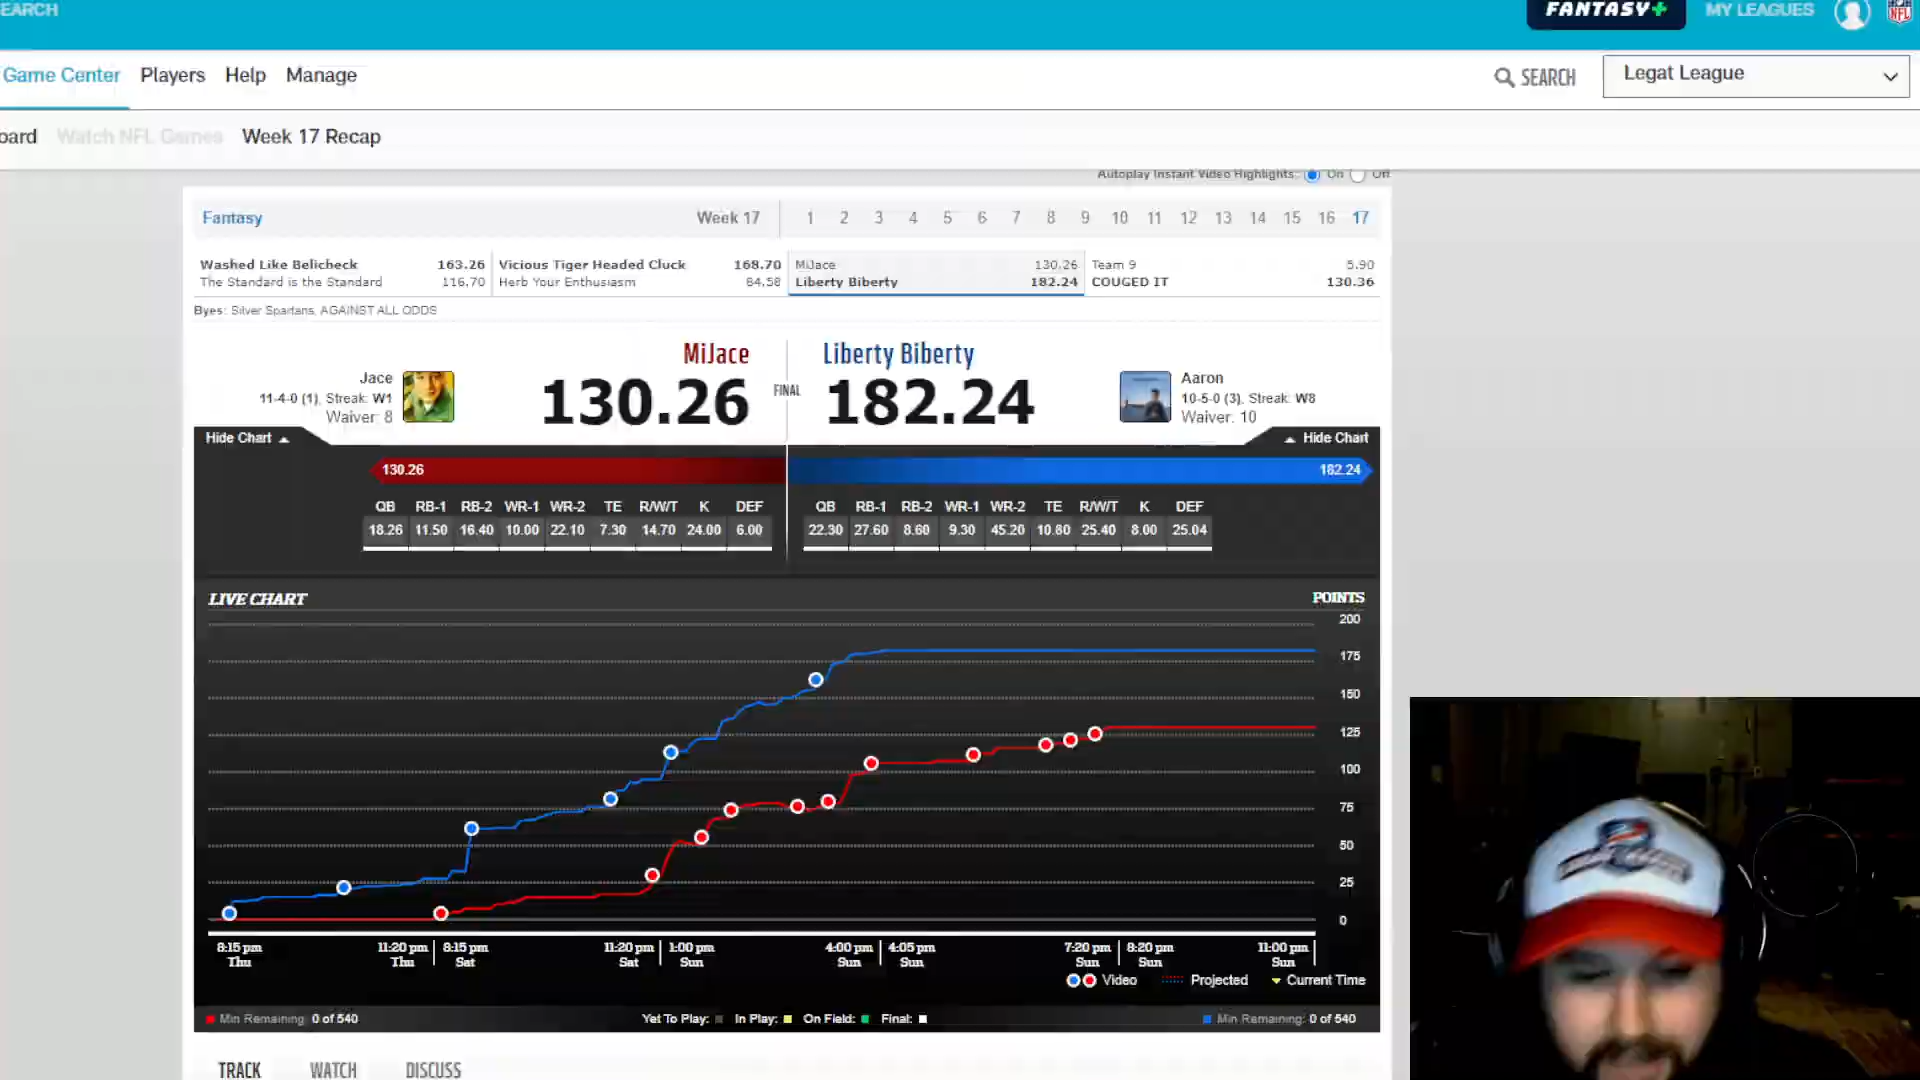 EARCH
FANTASY+ MY LEAGUES NFL
Game Center Players Help Manage
SEARCH Legat League
oard Watch NFL Games Week 17 Recap
Autoplay Instant Video Highlights: On Off
Fantasy Week 17 1 2 3 4 5 6 7 8 9 10 11 12 13 14 15 16 17
Washed Like Belicheck 163.26 Vicious Tiger Headed Cluck 168.70 MiJace 130.26 Team 9 5.90
The Standard is the Standard 116.70 Herb Your Enthusiasm 84.58 Liberty Biberty 182.24 COUGED IT 130.36
Byes: Silver Spartans, AGAINST ALL ODDS
MiJace Liberty Biberty
Jace 130.26 FINAL 182.24 Aaron
11-4-0 (1), Streak: W1 10-5-0 (3), Streak: W8
Waiver: 8 Waiver: 10
Hide Chart Hide Chart
130.26 182.24
QB RB-1 RB-2 WR-1 WR-2 TE R/W/T K DEF QB RB-1 RB-2 WR-1 WR-2 TE R/W/T K DEF
18.26 11.50 16.40 10.00 22.10 7.30 14.70 24.00 6.00 22.30 27.60 8.60 9.30 45.20 10.80 25.40 8.00 25.04
LIVE CHART POINTS
200
175
150
125
100
75
50
25
0
8:15 pm 11:20 pm 8:15 pm 11:20 pm 1:00 pm 4:00 pm 4:05 pm 7:20 pm 8:20 pm 11:00 pm
Thu Thu Sat Sat Sun Sun Sun Sun Sun Sun
Video Projected Current Time
Min Remaining: 0 of 540 Yet To Play: In Play: On Field: Final: Min Remaining: 0 of 540
TRACK WATCH DISCUSS